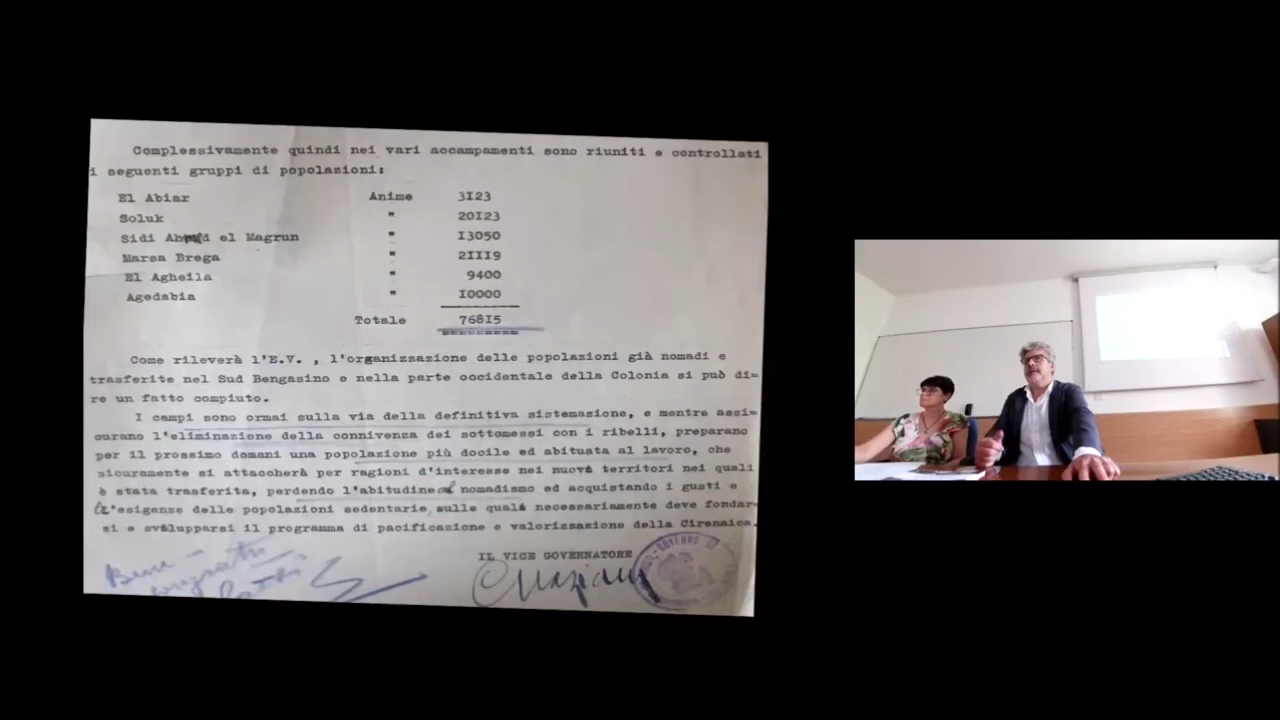 Complessivamente quindi nei vari accampamenti sono riuniti e controllati
i seguenti gruppi di popolazioni:
El Abiar Anime 3I23
Soluk " 20I23
Sidi el Magrun " I3050
Marsa Brega " 2III9
El Agheila " 9400
Agedabia " I0000
Totale 768I5
Come rileverà l'E.V. , l'organizzazione delle popolazioni già nomadi e
trasferite nel Sud Bengasino e nella parte occidentale della Colonia si può di=
re un fatto compiuto.
I campi sono ormai sulla via della definitiva sistemazione, e mentre assi=
curano l'eliminazione della connivenza dei sottomessi con i ribelli, preparano
per il prossimo domani una popolazione più docile ed abituata al lavoro, che
sicuramente si attaccherà per ragioni d'interesse nei nuovi territori nei quali
è stata trasferita, perdendo l'abitudine al nomadismo ed acquistando i gusti e
le esigenze delle popolazioni sedentarie sulle quali necessariamente deve fondar=
si e svilupparsi il programma di pacificazione e valorizzazione della Cirenaica.
IL VICE GOVERNATORE
GOVERNO DI
Bene
Graziani